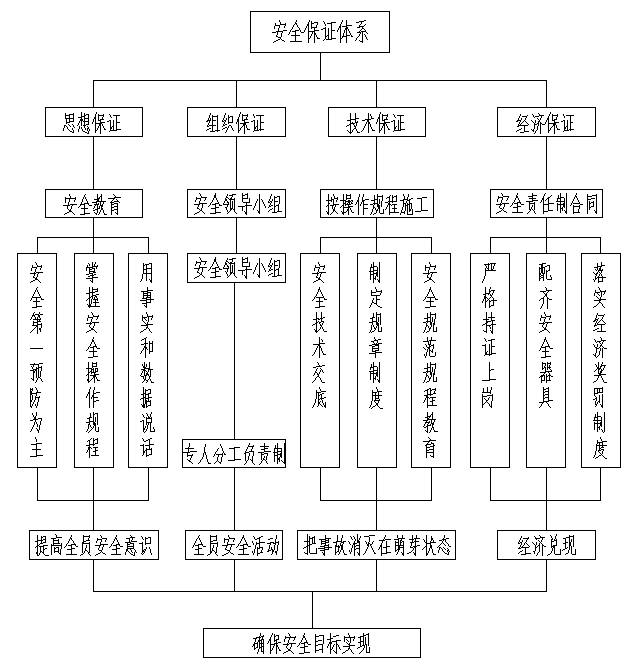 安全保证体系
思想保证
组织保证
技术保证
经济保证
安全教育
安全领导小组
按操作规程施工
安全责任制合同
安全领导小组
安全第一预防为主
掌握安全操作规程
用事实和数据说话
安全技术交底
制定规章制度
安全规范规程教育
严格持证上岗
配齐安全器具
落实经济奖罚制度
专人分工负责制
提高全员安全意识
全员安全活动
把事故消灭在萌芽状态
经济兑现
确保安全目标实现